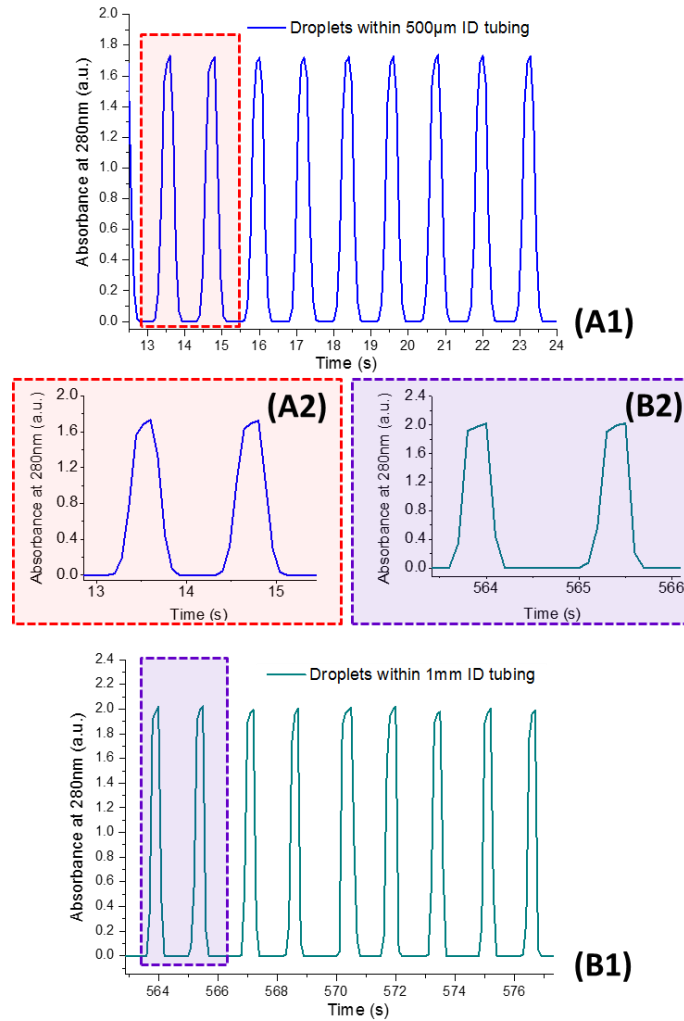 Droplets within 500µm ID tubing
Absorbance at 280nm (a.u.)
1.8
1.6
1.4
1.2
1.0
0.8
0.6
0.4
0.2
0.0
13 14 15 16 17 18 19 20 21 22 23 24
Time (s)
(A1)
(A2)
Absorbance at 280nm (a.u.)
1.6
1.2
0.8
0.4
0.0
13 14 15
Time (s)
(B2)
Absorbance at 280nm (a.u.)
2.4
2.0
1.6
1.2
0.8
0.4
0.0
564 565 566
Time (s)
Droplets within 1mm ID tubing
Absorbance at 280nm (a.u.)
2.4
2.2
2.0
1.8
1.6
1.4
1.2
1.0
0.8
0.6
0.4
0.2
0.0
564 566 568 570 572 574 576
Time (s)
(B1)